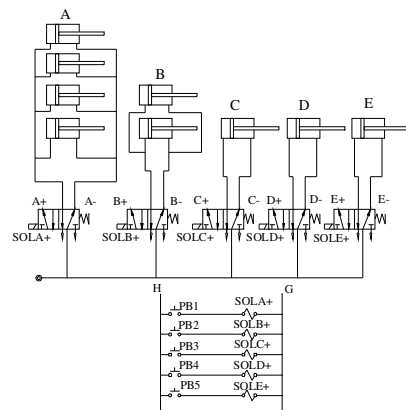 A
B
C D E
A+ A- B+ B- C+ C- D+ D- E+ E-
SOLA+ SOLB+ SOLC+ SOLD+ SOLE+
H G
PB1 SOLA+
PB2 SOLB+
PB3 SOLC+
PB4 SOLD+
PB5 SOLE+